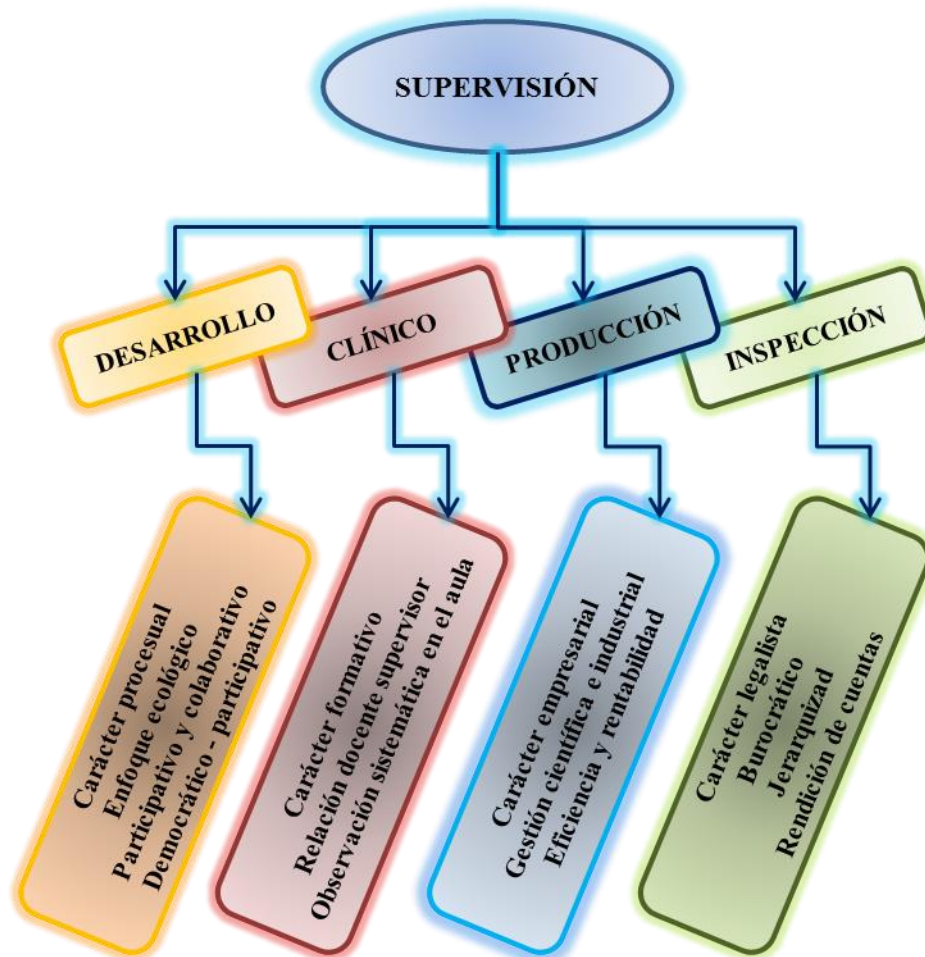 SUPERVISIÓN
DESARROLLO
CLÍNICO
PRODUCCIÓN
INSPECCIÓN
Carácter procesual
Enfoque ecológico
Participativo y colaborativo
Democrático - participativo
Carácter formativo
Relación docente supervisor
Observación sistemática en el aula
Carácter empresarial
Gestión científica e industrial
Eficiencia y rentabilidad
Carácter legalista
Burocrático
Jerarquizad
Rendición de cuentas